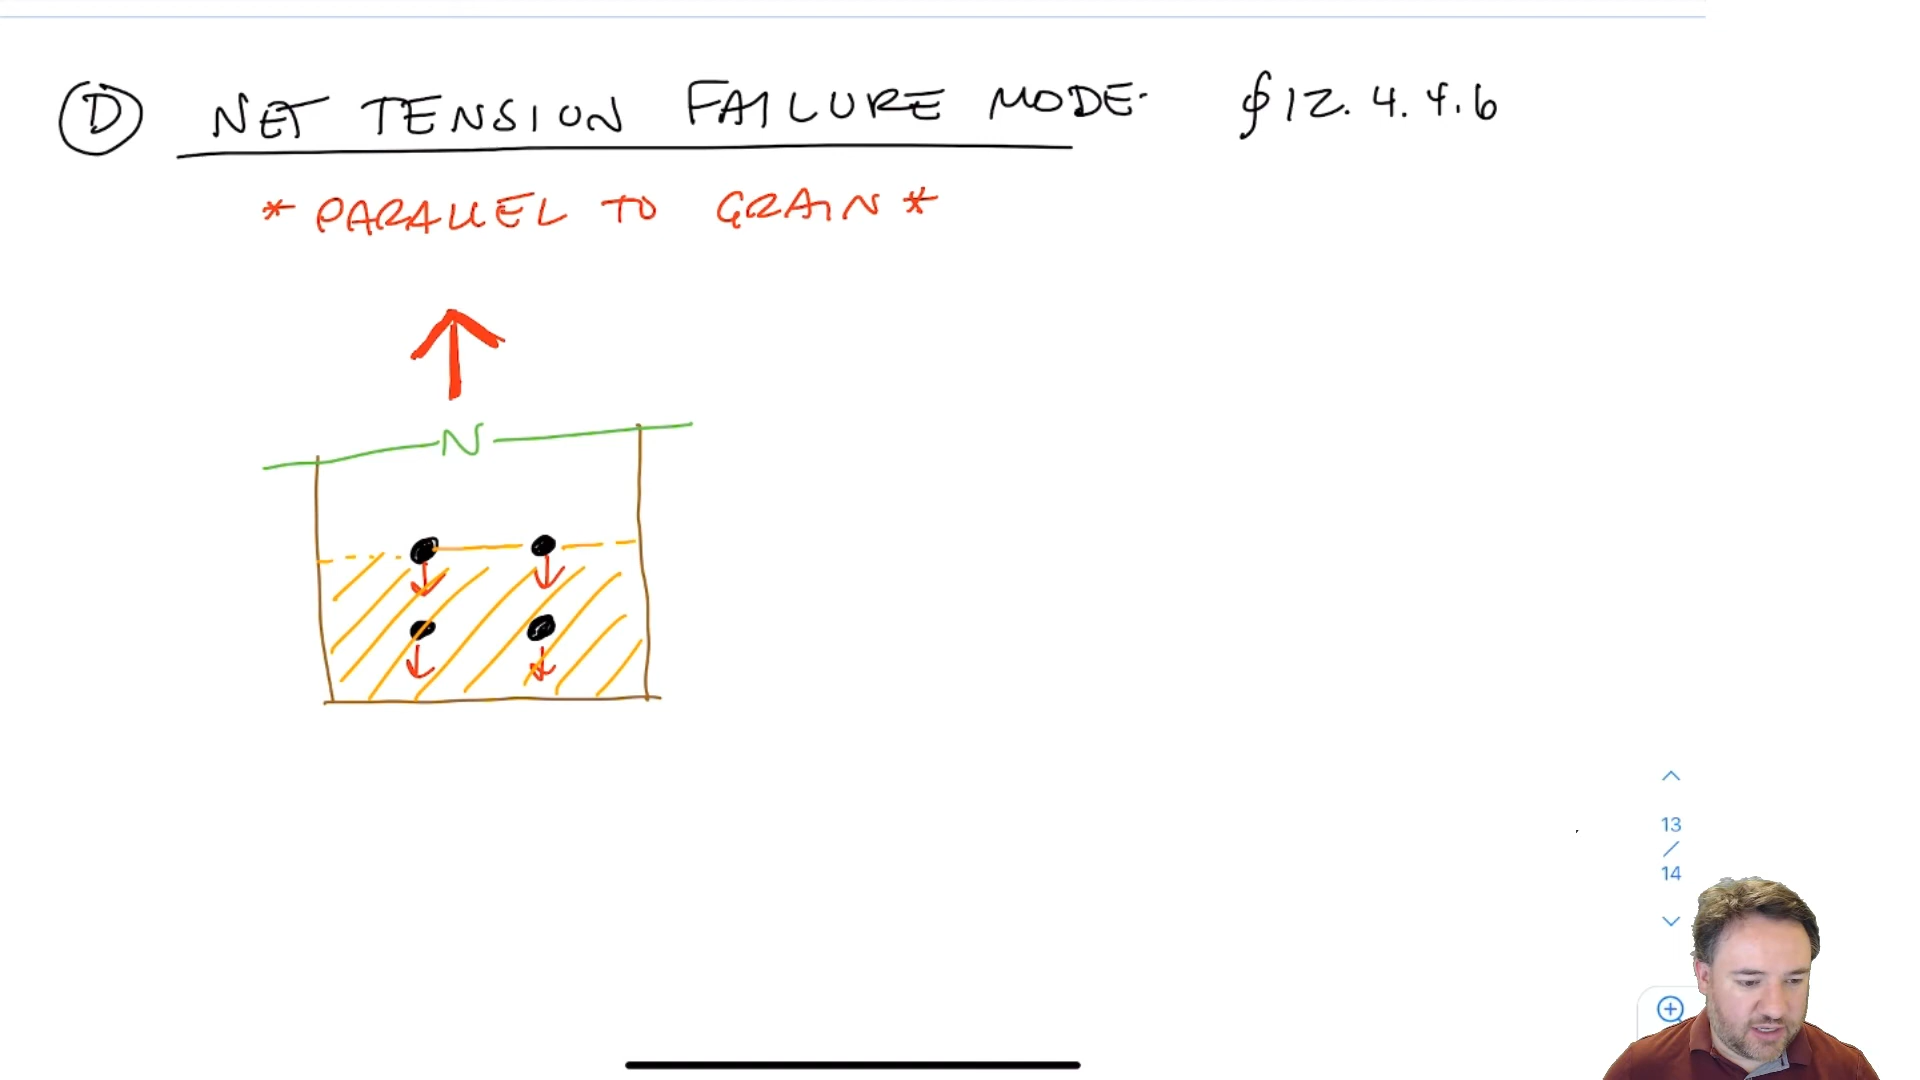 D NET TENSION FAILURE MODE. § 12.4.4.6
* PARALLEL TO GRAIN *
N
13
/
14